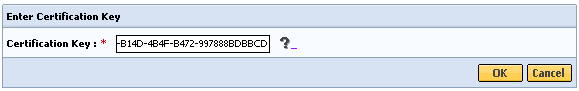 Enter Certification Key
Certification Key : * -B14D-4B4F-B472-997888BDBBCD ?
OK Cancel